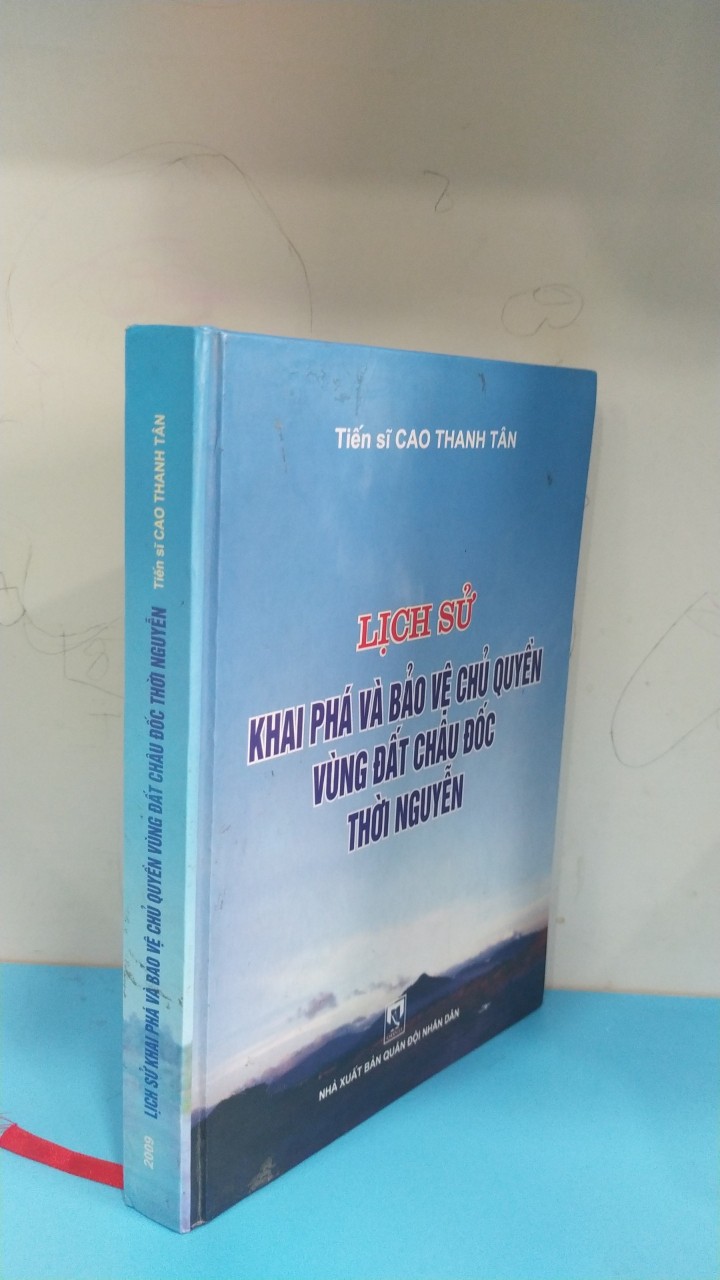 Tiến sĩ CAO THANH TÂN
LỊCH SỬ
KHAI PHÁ VÀ BẢO VỆ CHỦ QUYỀN
VÙNG ĐẤT CHÂU ĐỐC
THỜI NGUYỄN
NHÀ XUẤT BẢN QUÂN ĐỘI NHÂN DÂN
2009 LỊCH SỬ KHAI PHÁ VÀ BẢO VỆ CHỦ QUYỀN VÙNG ĐẤT CHÂU ĐỐC THỜI NGUYỄN Tiến sĩ CAO THANH TÂN